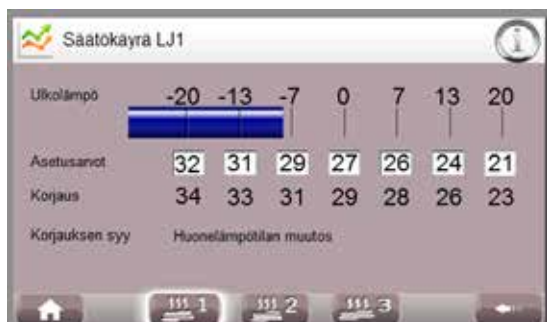 Säätökäyrä LJ1
Ulkolämpö -20 -13 -7 0 7 13 20
Asetusarvot 32 31 29 27 26 24 21
Korjaus 34 33 31 29 28 26 23
Korjauksen syy Huonelämpötilan muutos
1 2 3